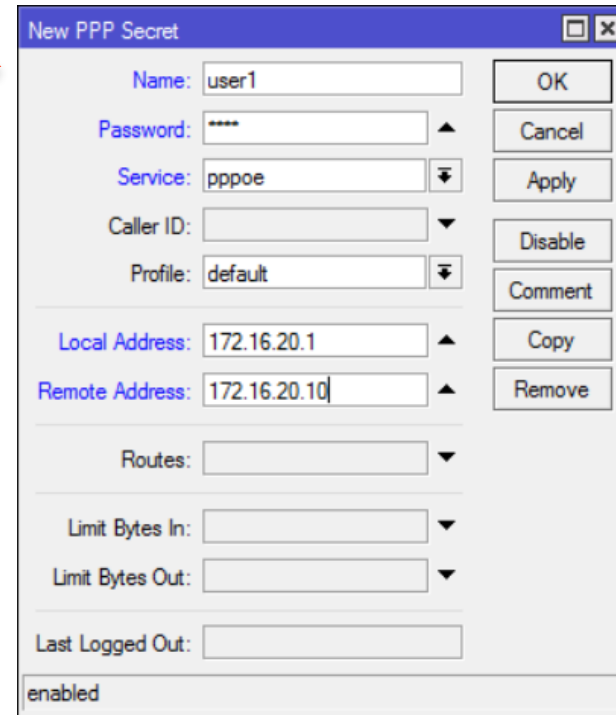 New PPP Secret
Name: user1
OK
Password: ****
Cancel
Service: pppoe
Apply
Caller ID:
Disable
Profile: default
Comment
Local Address: 172.16.20.1
Copy
Remote Address: 172.16.20.10
Remove
Routes:
Limit Bytes In:
Limit Bytes Out:
Last Logged Out:
enabled